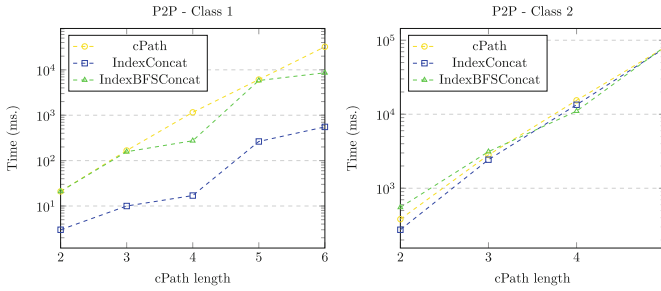 P2P - Class 1
cPath
IndexConcat
IndexBFSConcat
10^4
10^3
10^2
10^1
Time (ms.)
2 3 4 5 6
cPath length
P2P - Class 2
cPath
IndexConcat
IndexBFSConcat
10^5
10^4
10^3
Time (ms.)
2 3 4
cPath length